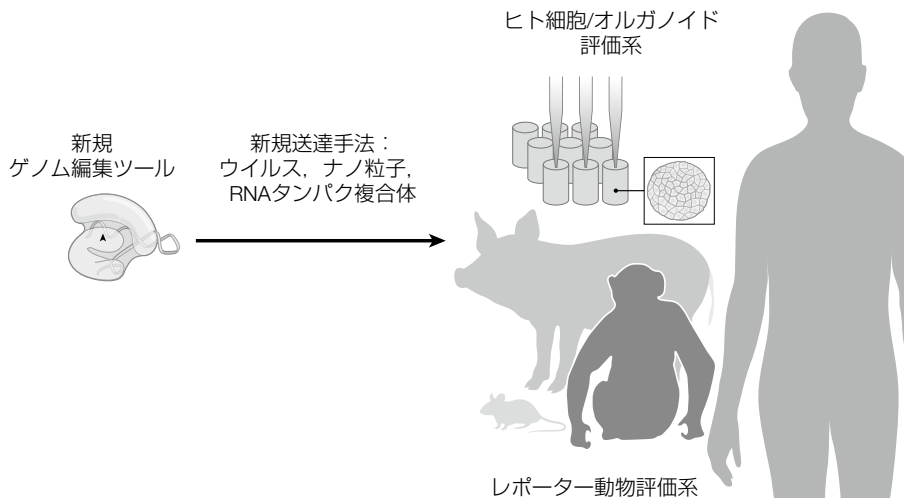 新規
ゲノム編集ツール
新規送達手法：
ウイルス，ナノ粒子，
RNAタンパク複合体
ヒト細胞/オルガノイド
評価系
レポーター動物評価系